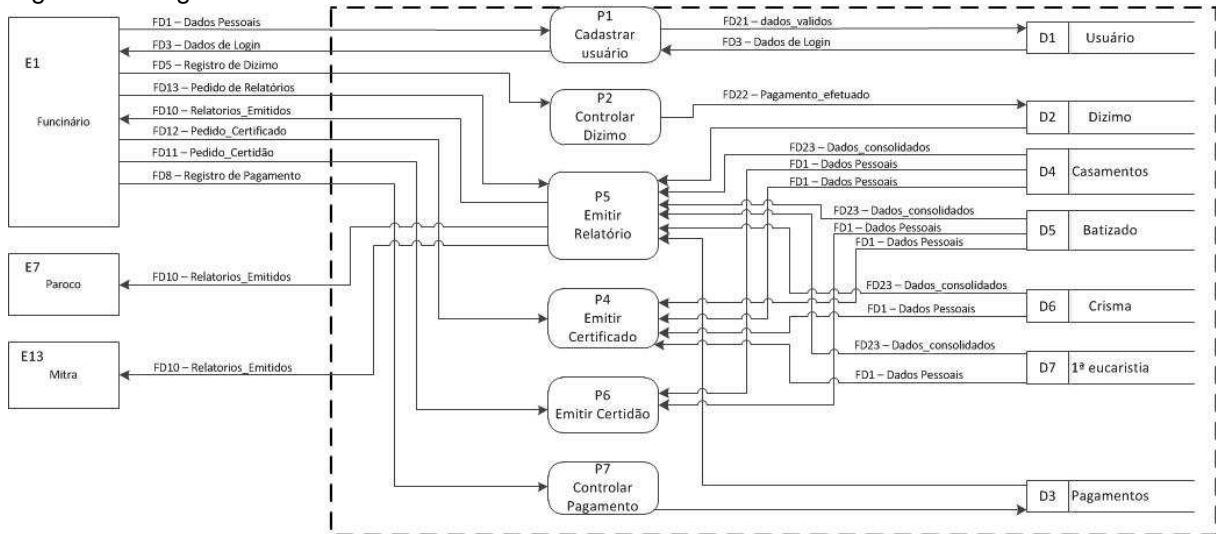 E1
Funcinário
FD1 – Dados Pessoais
FD3 – Dados de Login
FD5 – Registro de Dizimo
FD13 – Pedido de Relatórios
FD10 – Relatorios_Emitidos
FD12 – Pedido_Certificado
FD11 – Pedido_Certidão
FD8 – Registro de Pagamento
E7
Paroco
FD10 – Relatorios_Emitidos
E13
Mitra
FD10 – Relatorios_Emitidos
P1
Cadastrar
usuário
P2
Controlar
Dizimo
P5
Emitir
Relatório
P4
Emitir
Certificado
P6
Emitir Certidão
P7
Controlar
Pagamento
FD21 – dados_validos
FD3 – Dados de Login
FD22 – Pagamento_efetuado
FD23 – Dados_consolidados
FD1 – Dados Pessoais
FD1 – Dados Pessoais
FD23 – Dados_consolidados
FD1 – Dados Pessoais
FD1 – Dados Pessoais
FD23 – Dados_consolidados
FD1 – Dados Pessoais
FD23 – Dados_consolidados
FD1 – Dados Pessoais
D1 Usuário
D2 Dizimo
D4 Casamentos
D5 Batizado
D6 Crisma
D7 1ª eucaristia
D3 Pagamentos